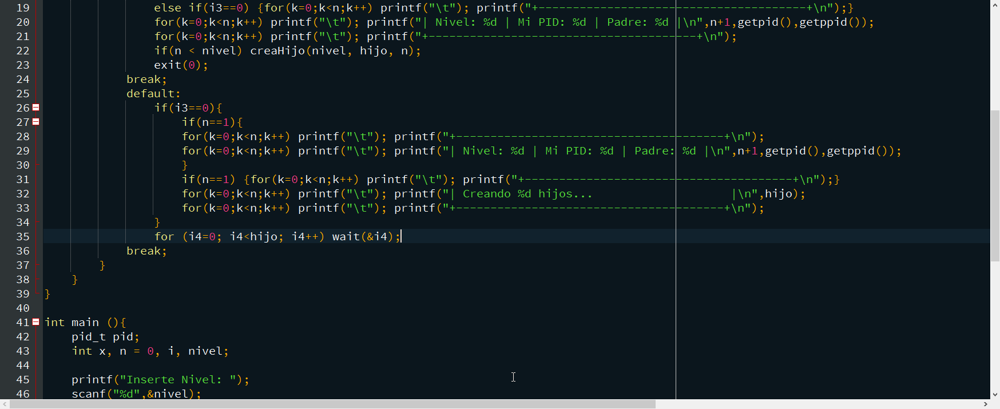 19 else if(i3==0) {for(k=0;k<n;k++) printf("\t"); printf("+---------------------------------------+\n");}
20 for(k=0;k<n;k++) printf("\t"); printf("| Nivel: %d | Mi PID: %d | Padre: %d |\n",n+1,getpid(),getppid());
21 for(k=0;k<n;k++) printf("\t"); printf("+---------------------------------------+\n");
22 if(n < nivel) creaHijo(nivel, hijo, n);
23 exit(0);
24 break;
25 default:
26 if(i3==0){
27 if(n==1){
28 for(k=0;k<n;k++) printf("\t"); printf("+---------------------------------------+\n");
29 for(k=0;k<n;k++) printf("\t"); printf("| Nivel: %d | Mi PID: %d | Padre: %d |\n",n+1,getpid(),getppid());
30 }
31 if(n==1) {for(k=0;k<n;k++) printf("\t"); printf("+---------------------------------------+\n");}
32 for(k=0;k<n;k++) printf("\t"); printf("| Creando %d hijos...                    |\n",hijo);
33 for(k=0;k<n;k++) printf("\t"); printf("+---------------------------------------+\n");
34 }
35 for (i4=0; i4<hijo; i4++) wait(&i4);
36 break;
37 }
38 }
39 }
40
41 int main (){
42 pid_t pid;
43 int x, n = 0, i, nivel;
44
45 printf("Inserte Nivel: ");
46 scanf("%d",&nivel);